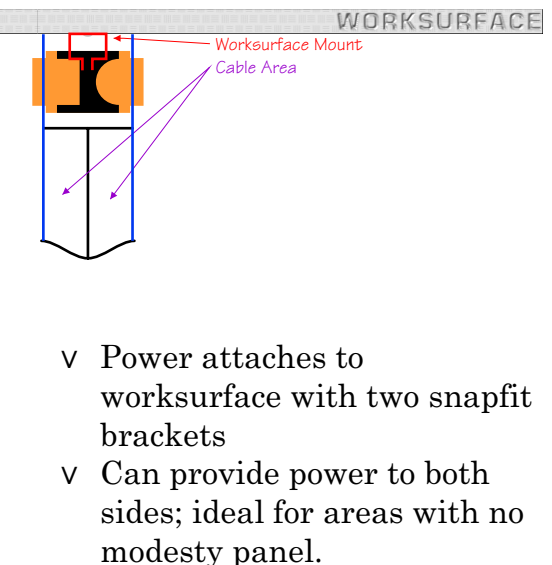 WORKSURFACE
Worksurface Mount
Cable Area
v Power attaches to
worksurface with two snapfit
brackets
v Can provide power to both
sides; ideal for areas with no
modesty panel.